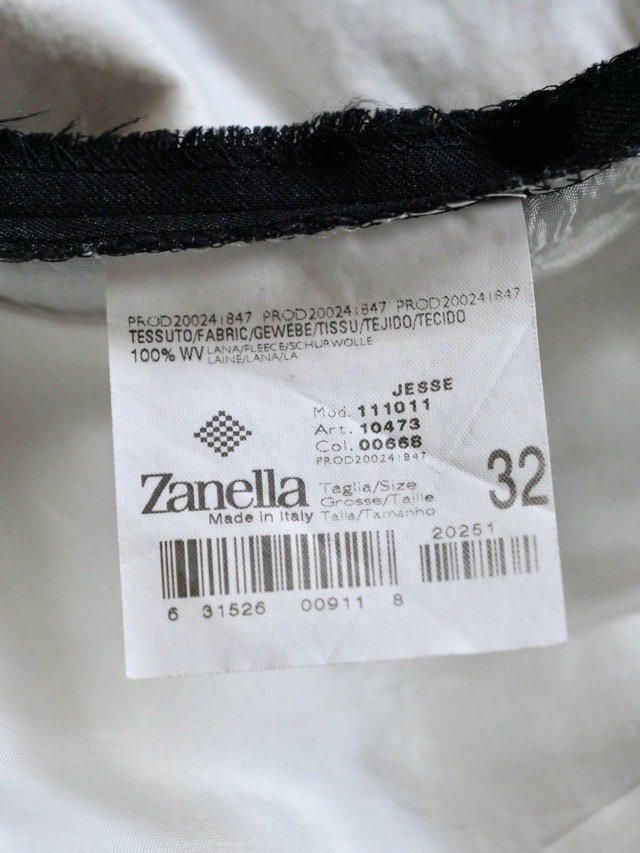 PROD200241847 PROD200241847 PROD200241847
TESSUTO/FABRIC/GEWEBE/TISSU/TEJIDO/TECIDO
100% WV LANA/FLEECE/SCHURWOLLE
LAINE/LANA/LA
JESSE
Mod. 111011
Art. 10473
Col. 00668
PROD200241847
Zanella
Made in Italy
Taglia/Size
Grosse/Taille
Talla/Tamanho
32
20251
6 31526 00911 8